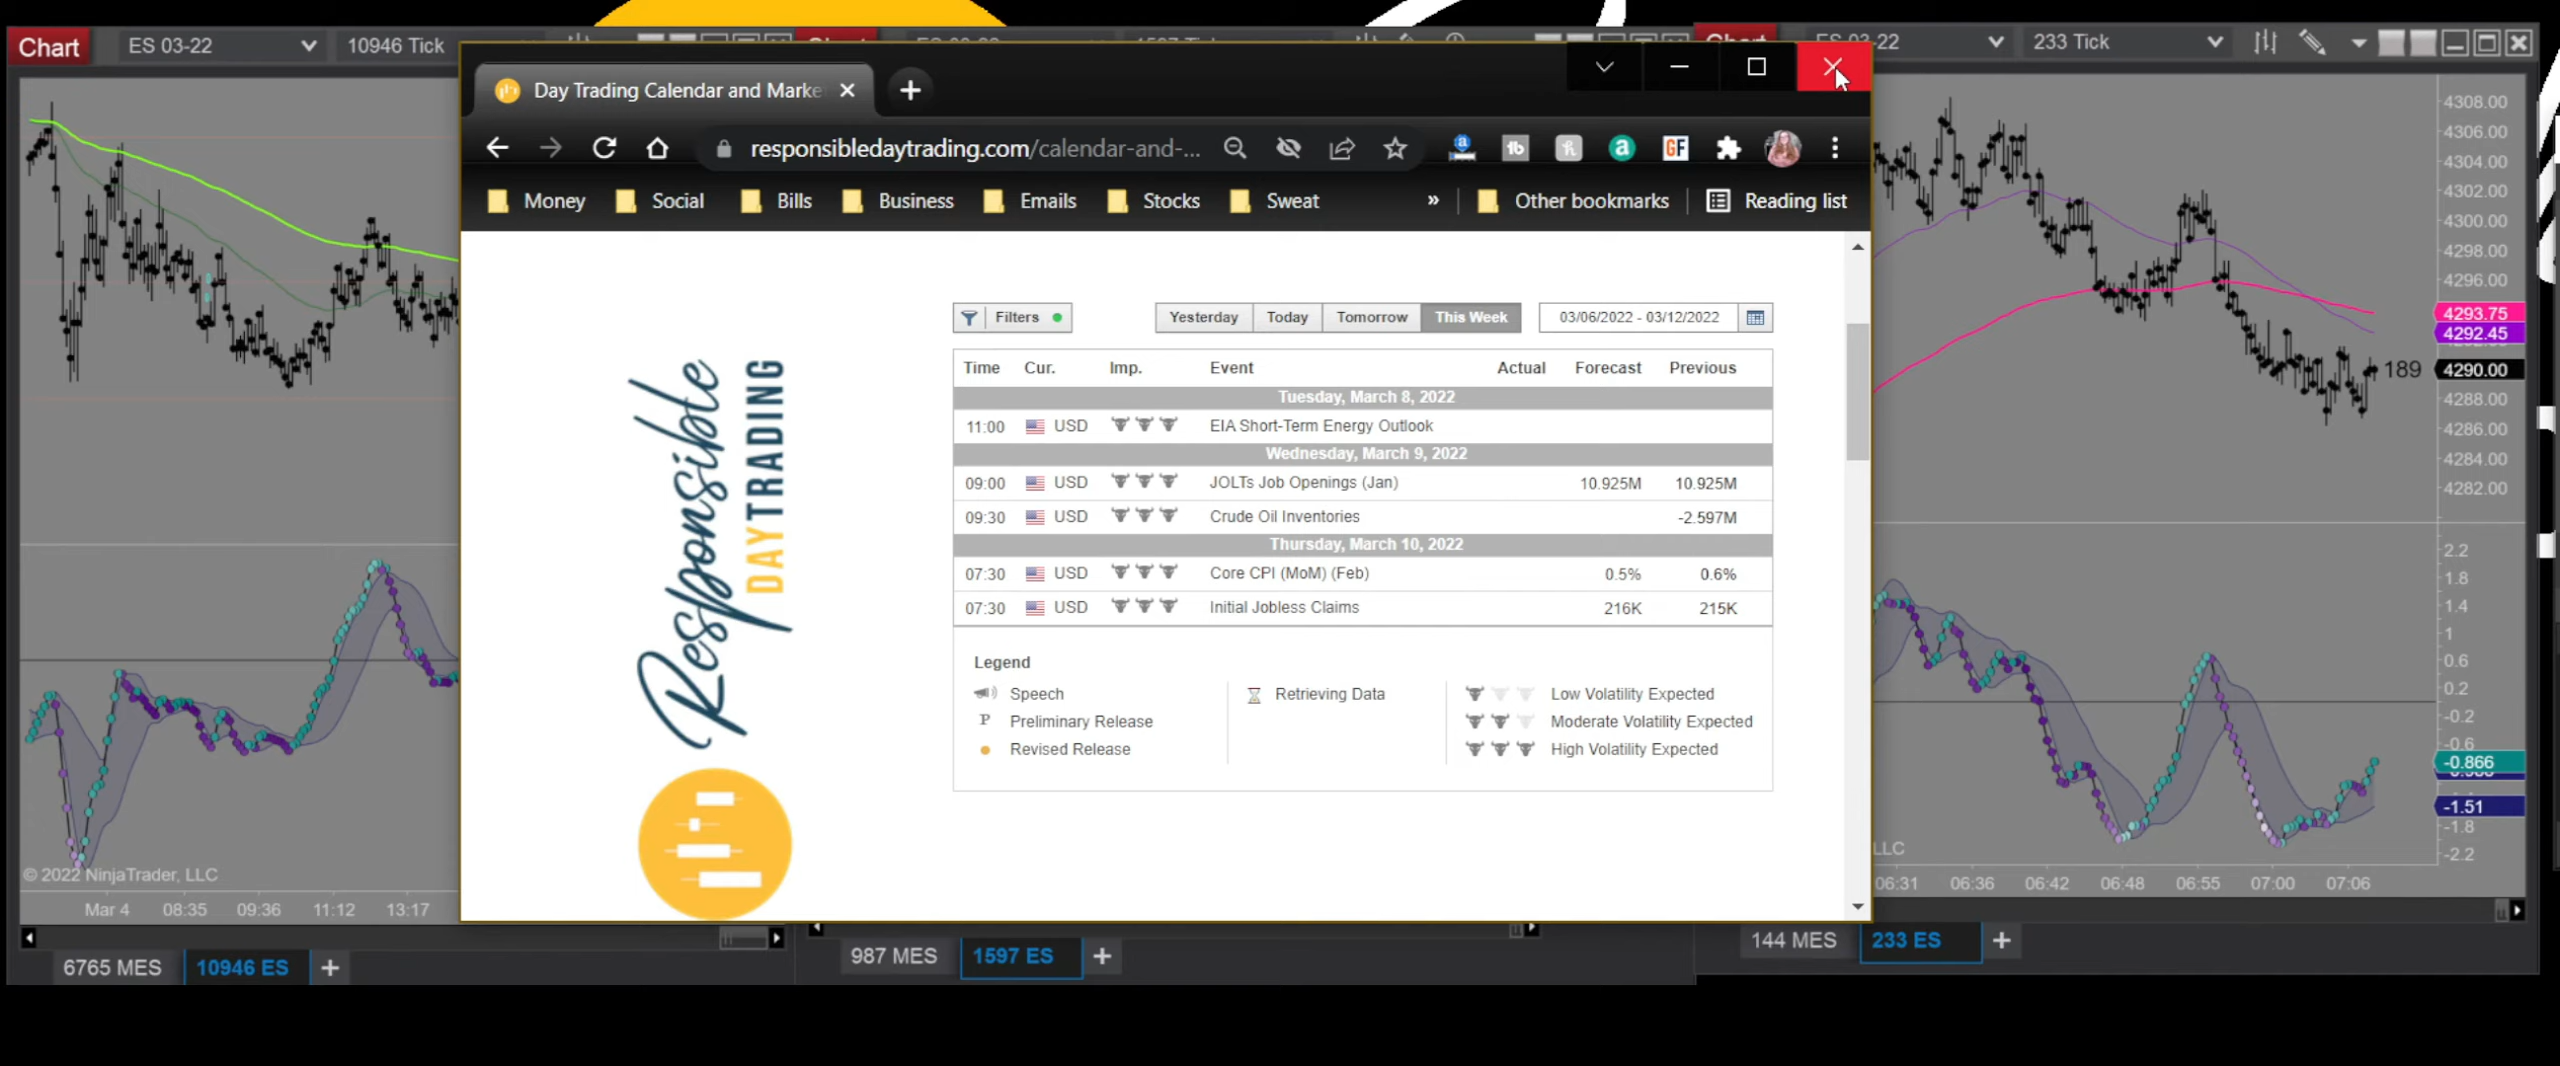 Chart ES 03-22 10946 Tick
ES 03-22 233 Tick
Day Trading Calendar and Marke
responsibledaytrading.com/calendar-and-...
Money Social Bills Business Emails Stocks Sweat » Other bookmarks Reading list
Filters Yesterday Today Tomorrow This Week 03/06/2022 - 03/12/2022
Time Cur. Imp. Event Actual Forecast Previous
Tuesday, March 8, 2022
11:00 USD EIA Short-Term Energy Outlook
Wednesday, March 9, 2022
09:00 USD JOLTs Job Openings (Jan) 10.925M 10.925M
09:30 USD Crude Oil Inventories -2.597M
Thursday, March 10, 2022
07:30 USD Core CPI (MoM) (Feb) 0.5% 0.6%
07:30 USD Initial Jobless Claims 216K 215K
Legend
Speech Retrieving Data Low Volatility Expected
P Preliminary Release Moderate Volatility Expected
Revised Release High Volatility Expected
Responsible
DAYTRADING
4308.00
4306.00
4304.00
4302.00
4300.00
4298.00
4296.00
4293.75
4292.45
189 4290.00
4288.00
4286.00
4284.00
4282.00
2.2
1.8
1.4
1
0.6
0.2
-0.2
-0.6
-0.866
-1.51
-1.8
-2.2
© 2022 NinjaTrader, LLC
LLC
Mar 4 08:35 09:36 11:12 13:17
06:31 06:36 06:42 06:48 06:55 07:00 07:06
6765 MES 10946 ES +
987 MES 1597 ES +
144 MES 233 ES +